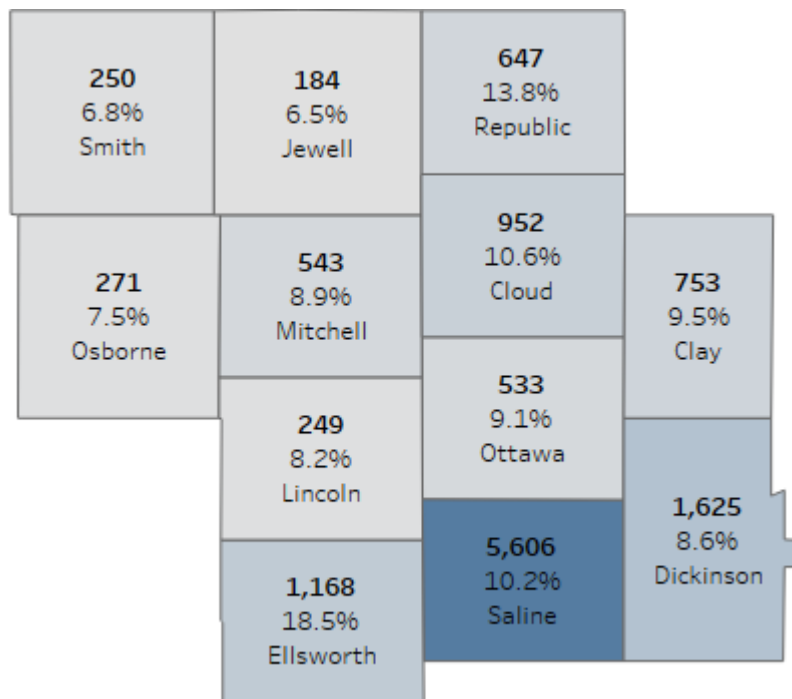 250
6.8%
Smith
184
6.5%
Jewell
647
13.8%
Republic
271
7.5%
Osborne
543
8.9%
Mitchell
952
10.6%
Cloud
753
9.5%
Clay
249
8.2%
Lincoln
533
9.1%
Ottawa
1,168
18.5%
Ellsworth
5,606
10.2%
Saline
1,625
8.6%
Dickinson